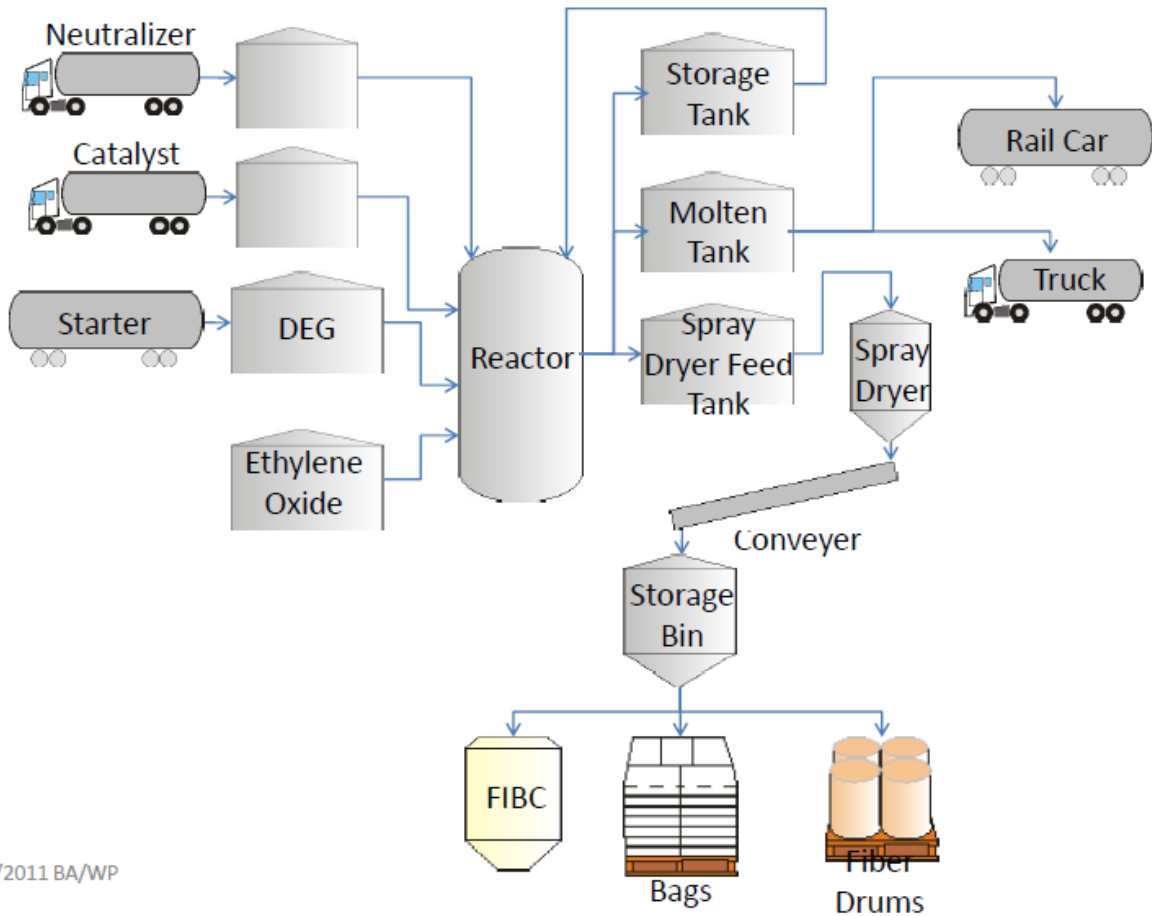 Neutralizer
Catalyst
Starter
DEG
Ethylene
Oxide
Reactor
Storage
Tank
Molten
Tank
Spray
Dryer Feed
Tank
Rail Car
Truck
Spray
Dryer
Conveyer
Storage
Bin
FIBC
Bags
Fiber
Drums
/2011 BA/WP